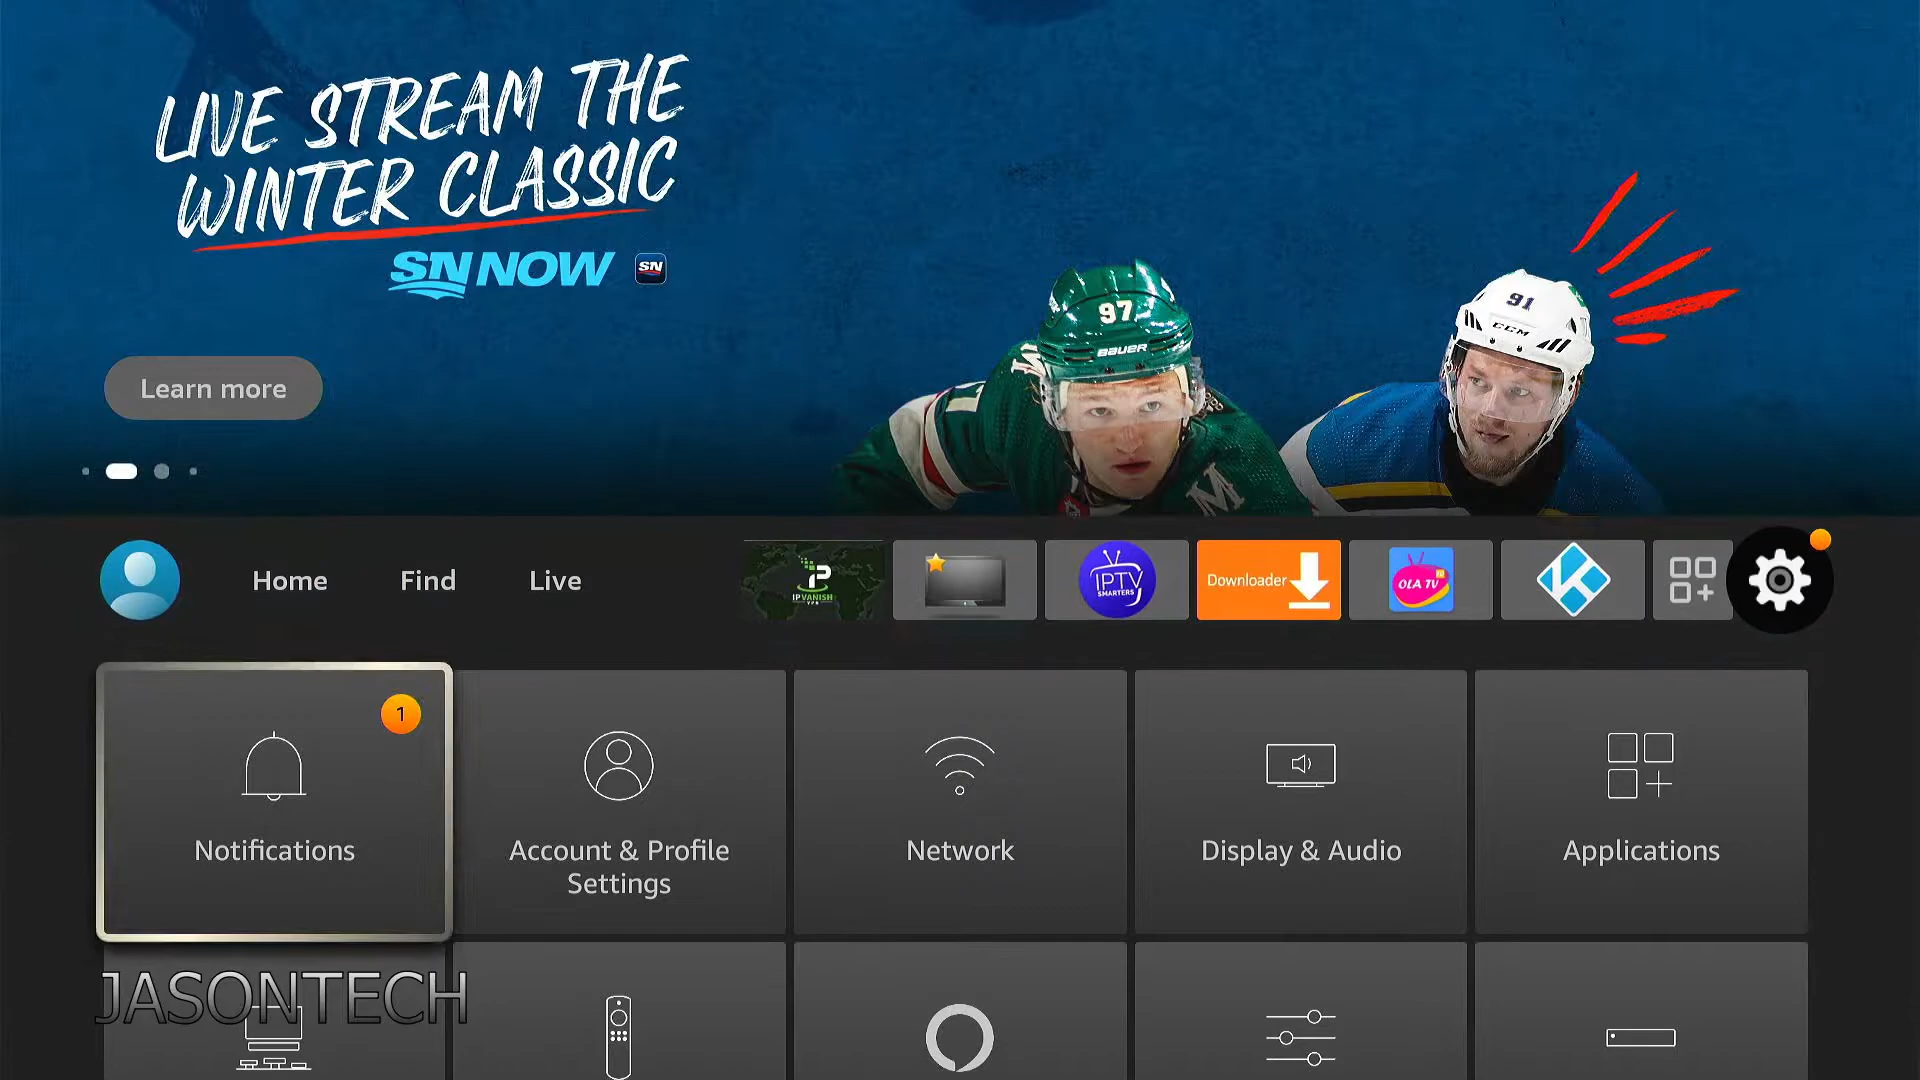 LIVE STREAM THE
WINTER CLASSIC
SN NOW SN
97
BAUER
91
CCM
Learn more
Home
Find
Live
IPVANISH
VPN
IPTV
SMARTERS
Downloader
OLA TV
1
Notifications
Account & Profile
Settings
Network
Display & Audio
Applications
JASONTECH